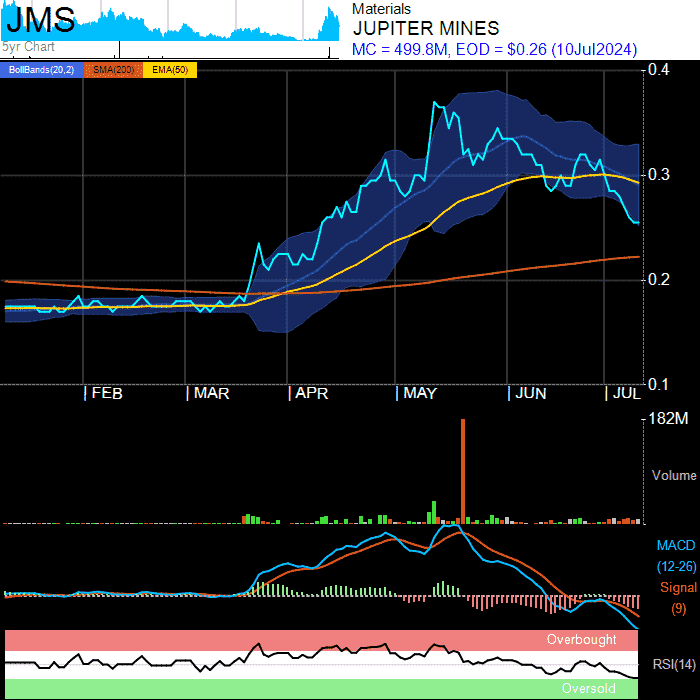 JMS
5yr Chart
Materials
JUPITER MINES
MC = 499.8M, EOD = $0.26 (10Jul2024)
BollBands(20,2) SMA(200) EMA(50)
0.4
0.3
0.2
0.1
FEB MAR APR MAY JUN JUL
182M
Volume
MACD
(12-26)
Signal
(9)
Overbought
RSI(14)
Oversold